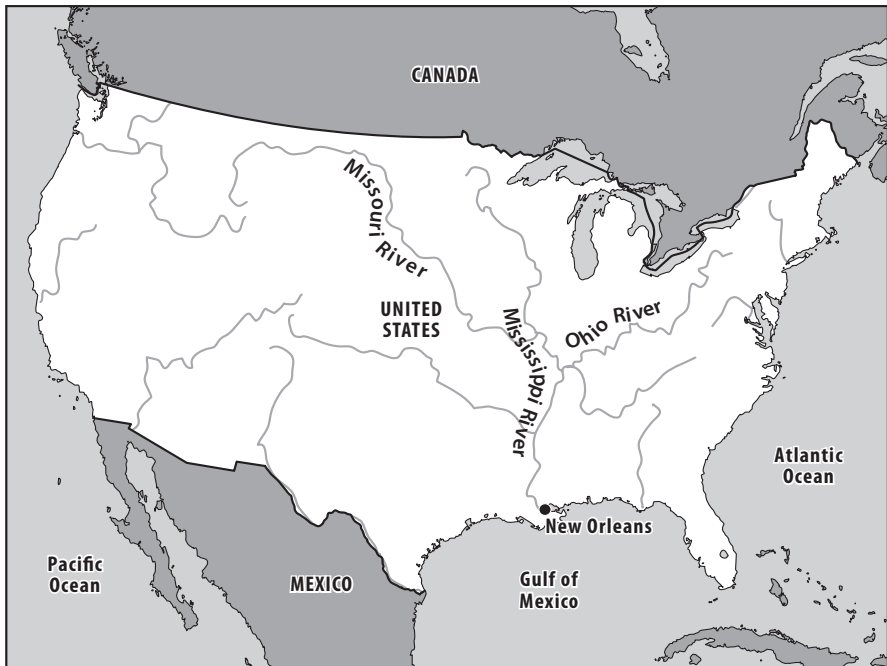 CANADA
Missouri River
UNITED
STATES
Mississippi River
Ohio River
Atlantic
Ocean
New Orleans
Pacific
Ocean
MEXICO
Gulf of
Mexico